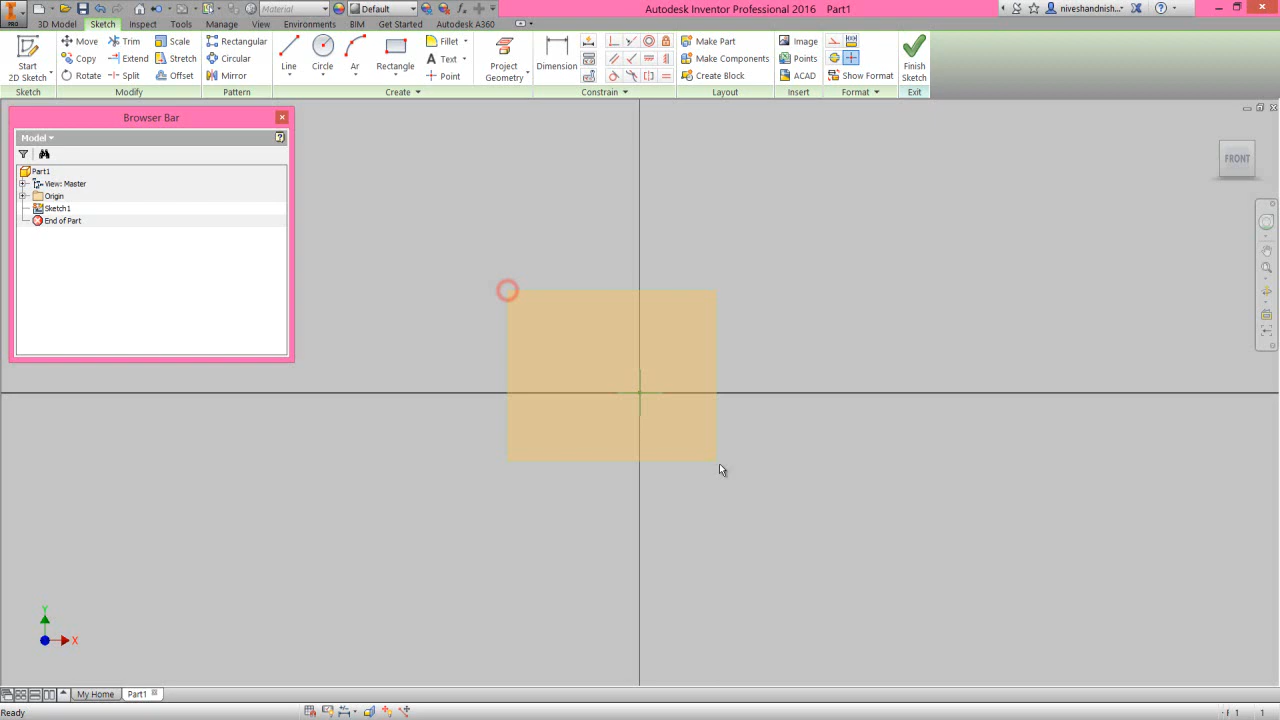 Material Default Autodesk Inventor Professional 2016 Part1 niveshandnish...
PRO 3D Model Sketch Inspect Tools Manage View Environments BIM Get Started Autodesk A360
Start 2D Sketch
Move Trim Scale
Copy Extend Stretch
Rotate Split Offset
Rectangular
Circular
Mirror
Line Circle Arc Rectangle
Fillet
Text
Point
Project Geometry
Dimension
Make Part
Make Components
Create Block
Image
Points
ACAD
Show Format
Finish Sketch
Sketch Modify Pattern Create Constrain Layout Insert Format Exit
Browser Bar
Model
Part1
View: Master
Origin
Sketch1
End of Part
FRONT
Y
X
My Home Part1
Ready 1 1